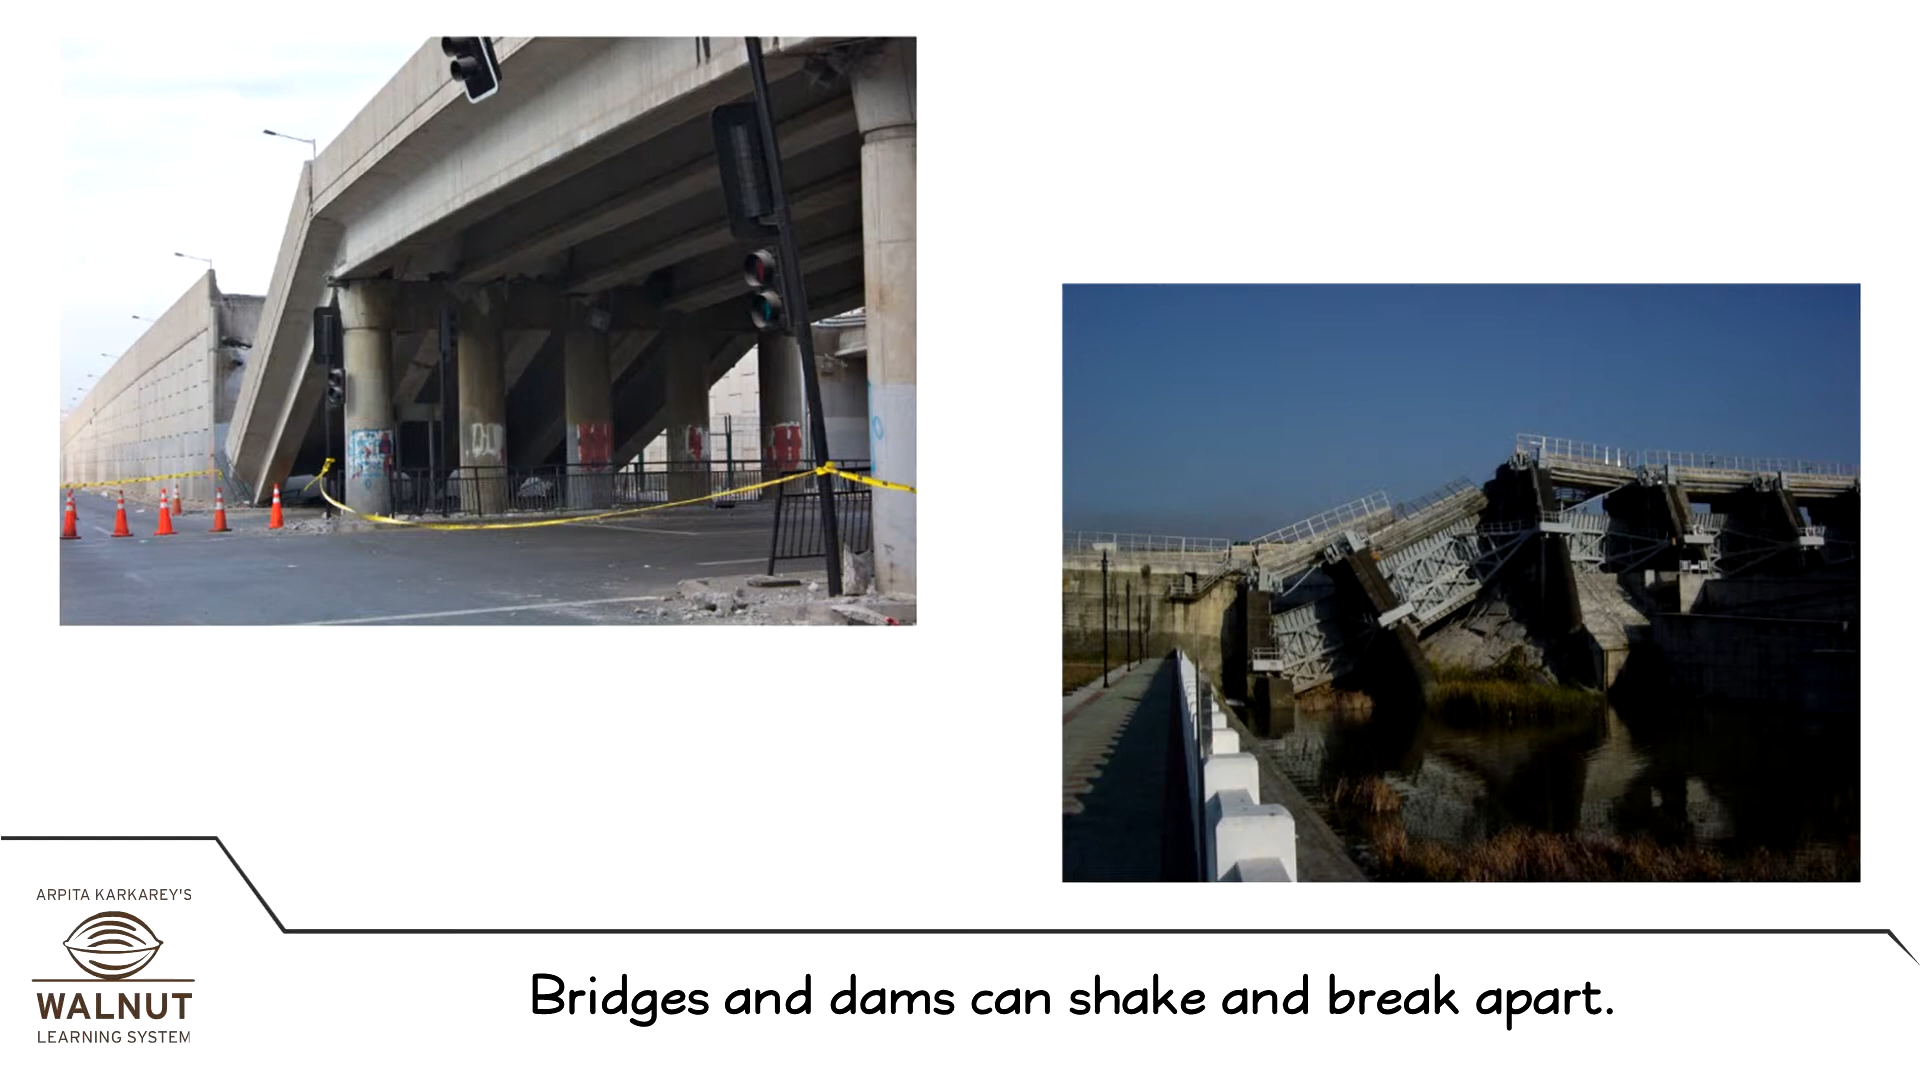 ARPITA KARKAREY'S
WALNUT
LEARNING SYSTEM
Bridges and dams can shake and break apart.